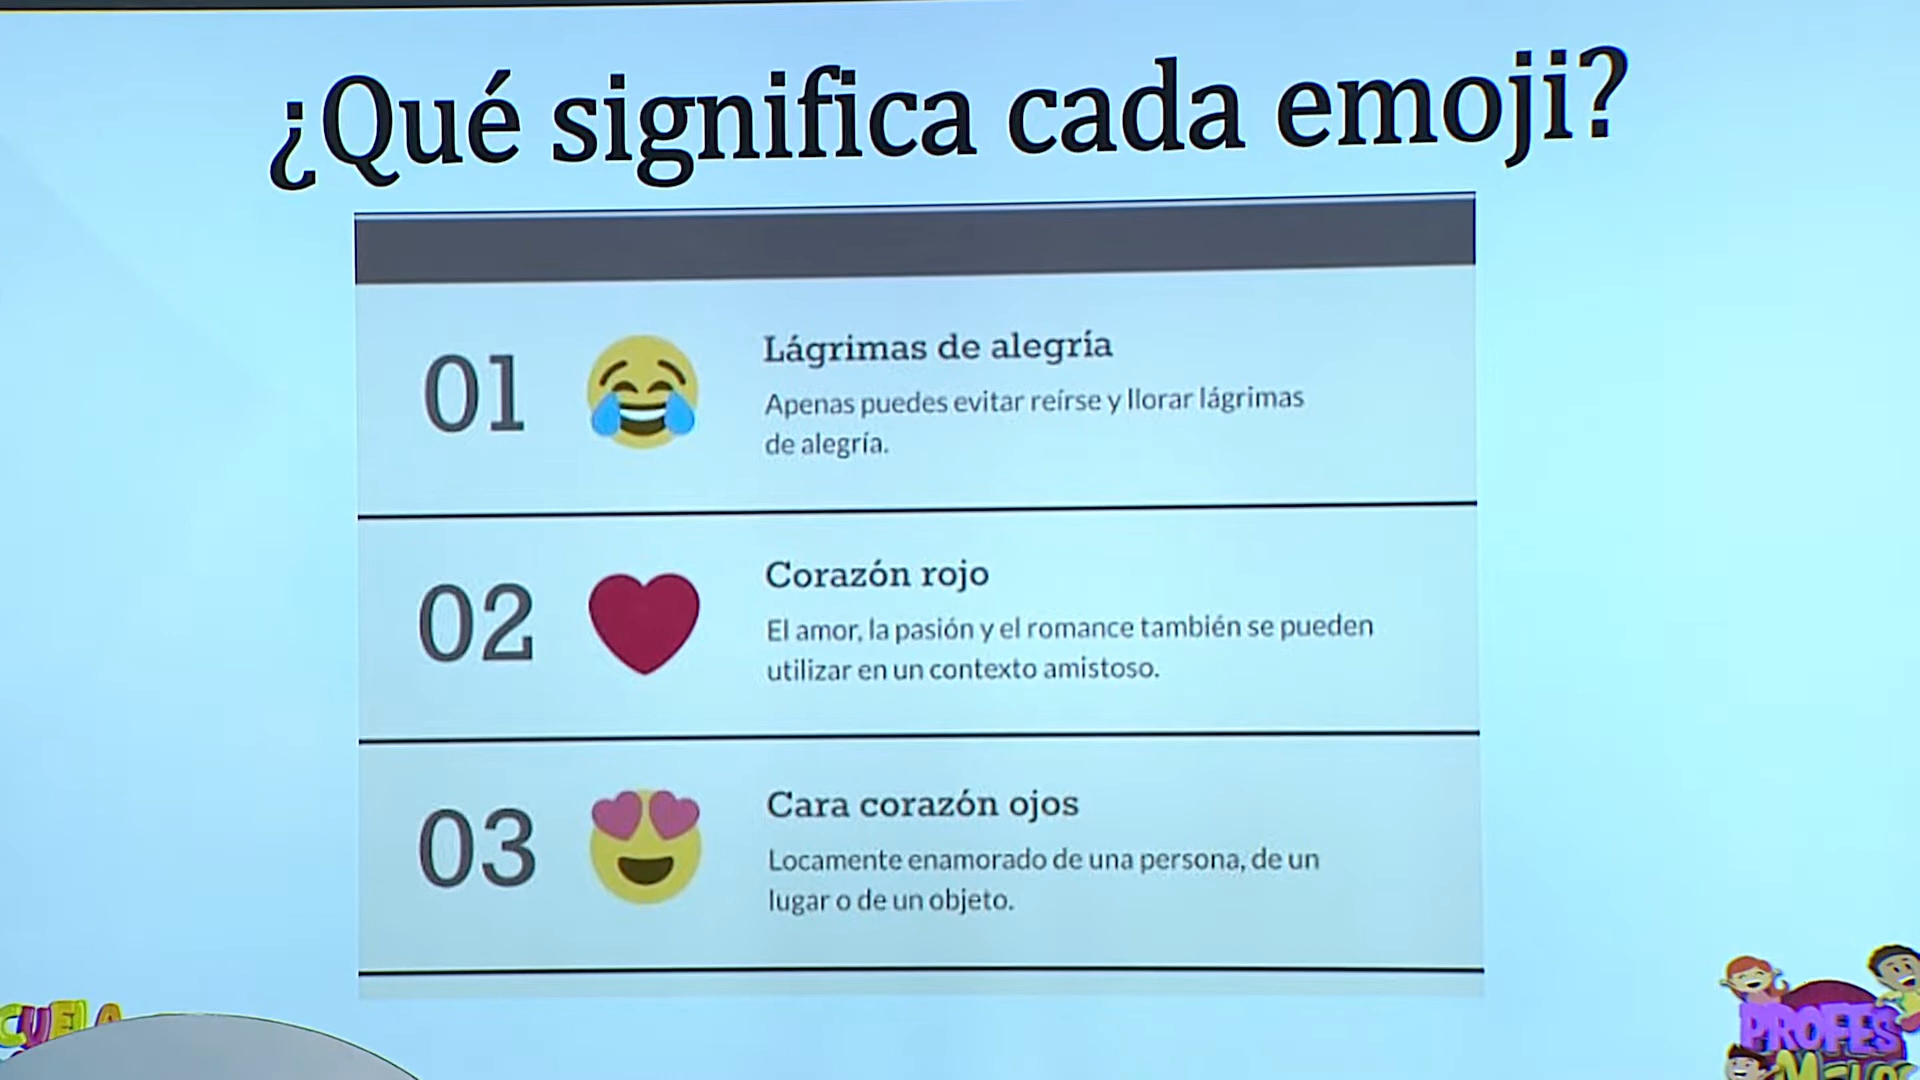 ¿Qué significa cada emoji?
01
Lágrimas de alegría
Apenas puedes evitar reírse y llorar lágrimas
de alegría.
02
Corazón rojo
El amor, la pasión y el romance también se pueden
utilizar en un contexto amistoso.
03
Cara corazón ojos
Locamente enamorado de una persona, de un
lugar o de un objeto.
CUELA
PROFES